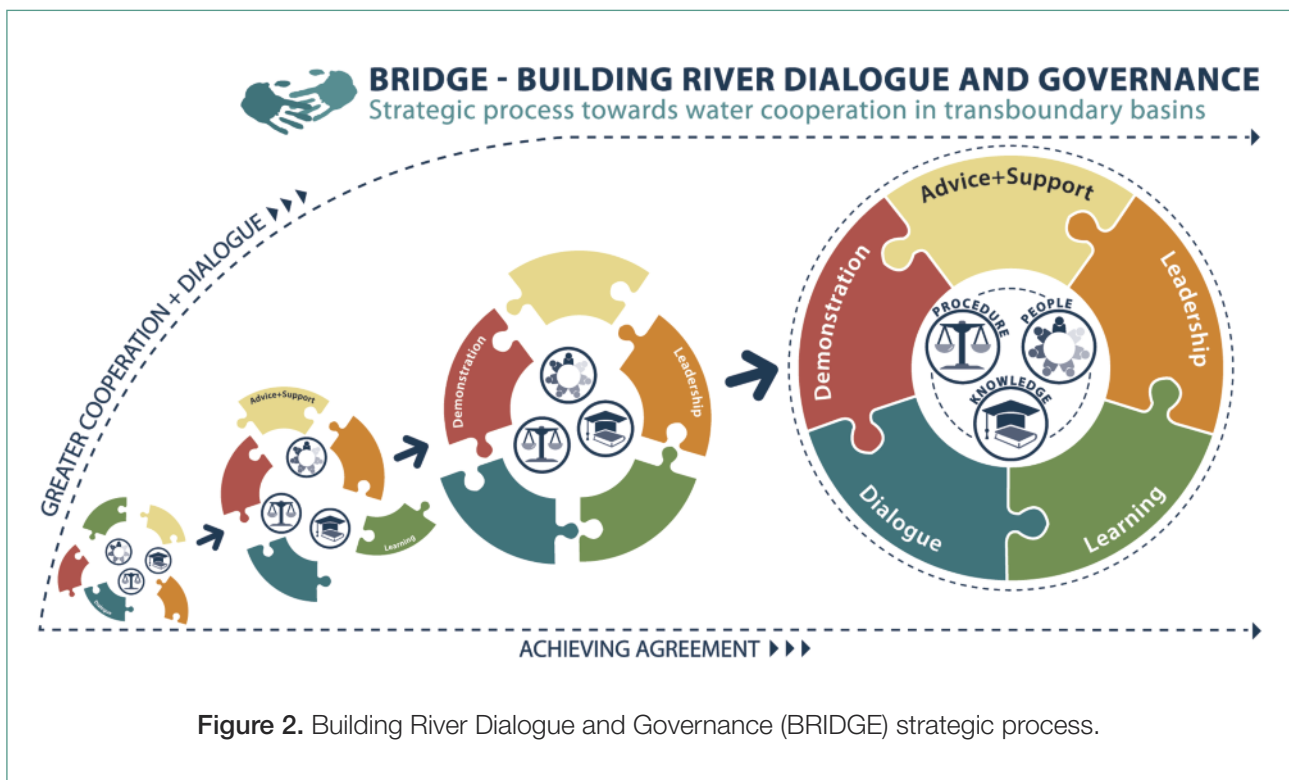 BRIDGE - BUILDING RIVER DIALOGUE AND GOVERNANCE
Strategic process towards water cooperation in transboundary basins
GREATER COOPERATION + DIALOGUE
Dialogue
Advice+Support
Learning
Demonstration
Leadership
Advice+Support
Demonstration
Leadership
PROCEDURE
PEOPLE
KNOWLEDGE
Dialogue
Learning
ACHIEVING AGREEMENT
Figure 2. Building River Dialogue and Governance (BRIDGE) strategic process.